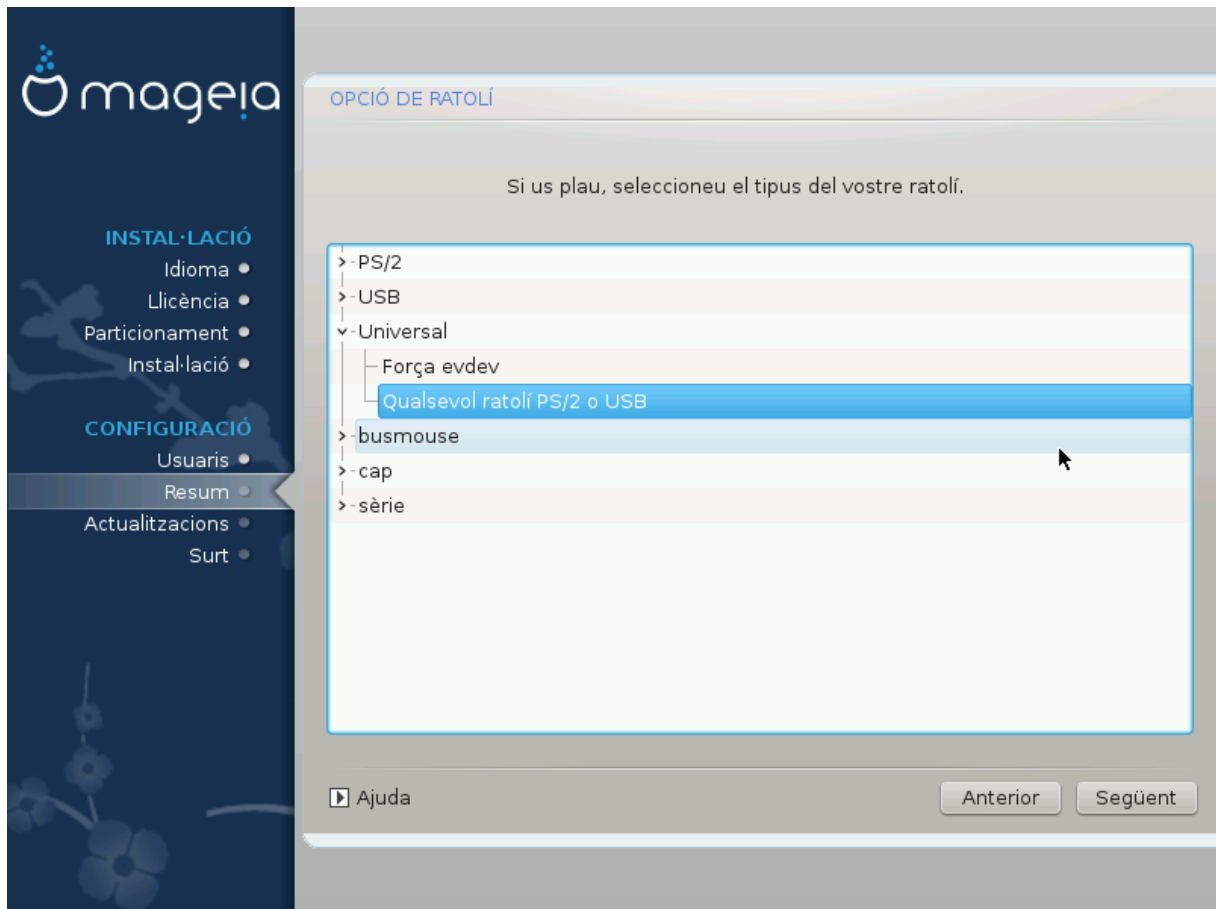 mageia
INSTAL·LACIÓ
Idioma
Llicència
Particionament
Instal·lació
CONFIGURACIÓ
Usuaris
Resum
Actualitzacions
Surt
OPCIÓ DE RATOLÍ
Si us plau, seleccioneu el tipus del vostre ratolí.
PS/2
USB
Universal
Força evdev
Qualsevol ratolí PS/2 o USB
busmouse
cap
sèrie
Ajuda
Anterior
Següent